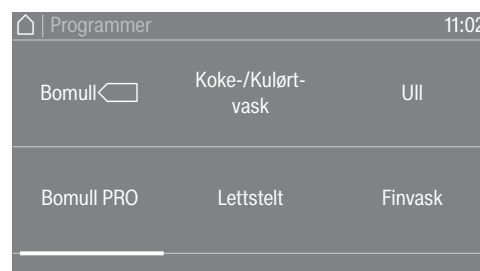 | Programmer 11:02
Bomull Koke-/Kulørt- Ull
vask
Bomull PRO Lettstelt Finvask